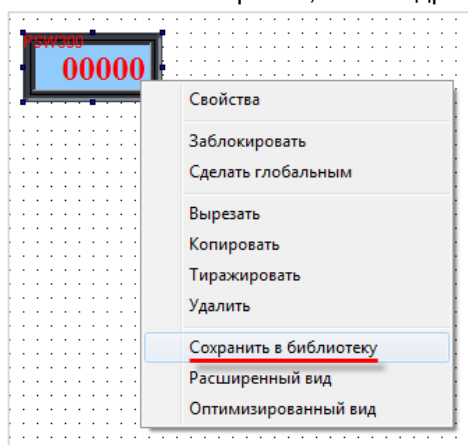 PSW300
00000
Свойства
Заблокировать
Сделать глобальным
Вырезать
Копировать
Тиражировать
Удалить
Сохранить в библиотеку
Расширенный вид
Оптимизированный вид